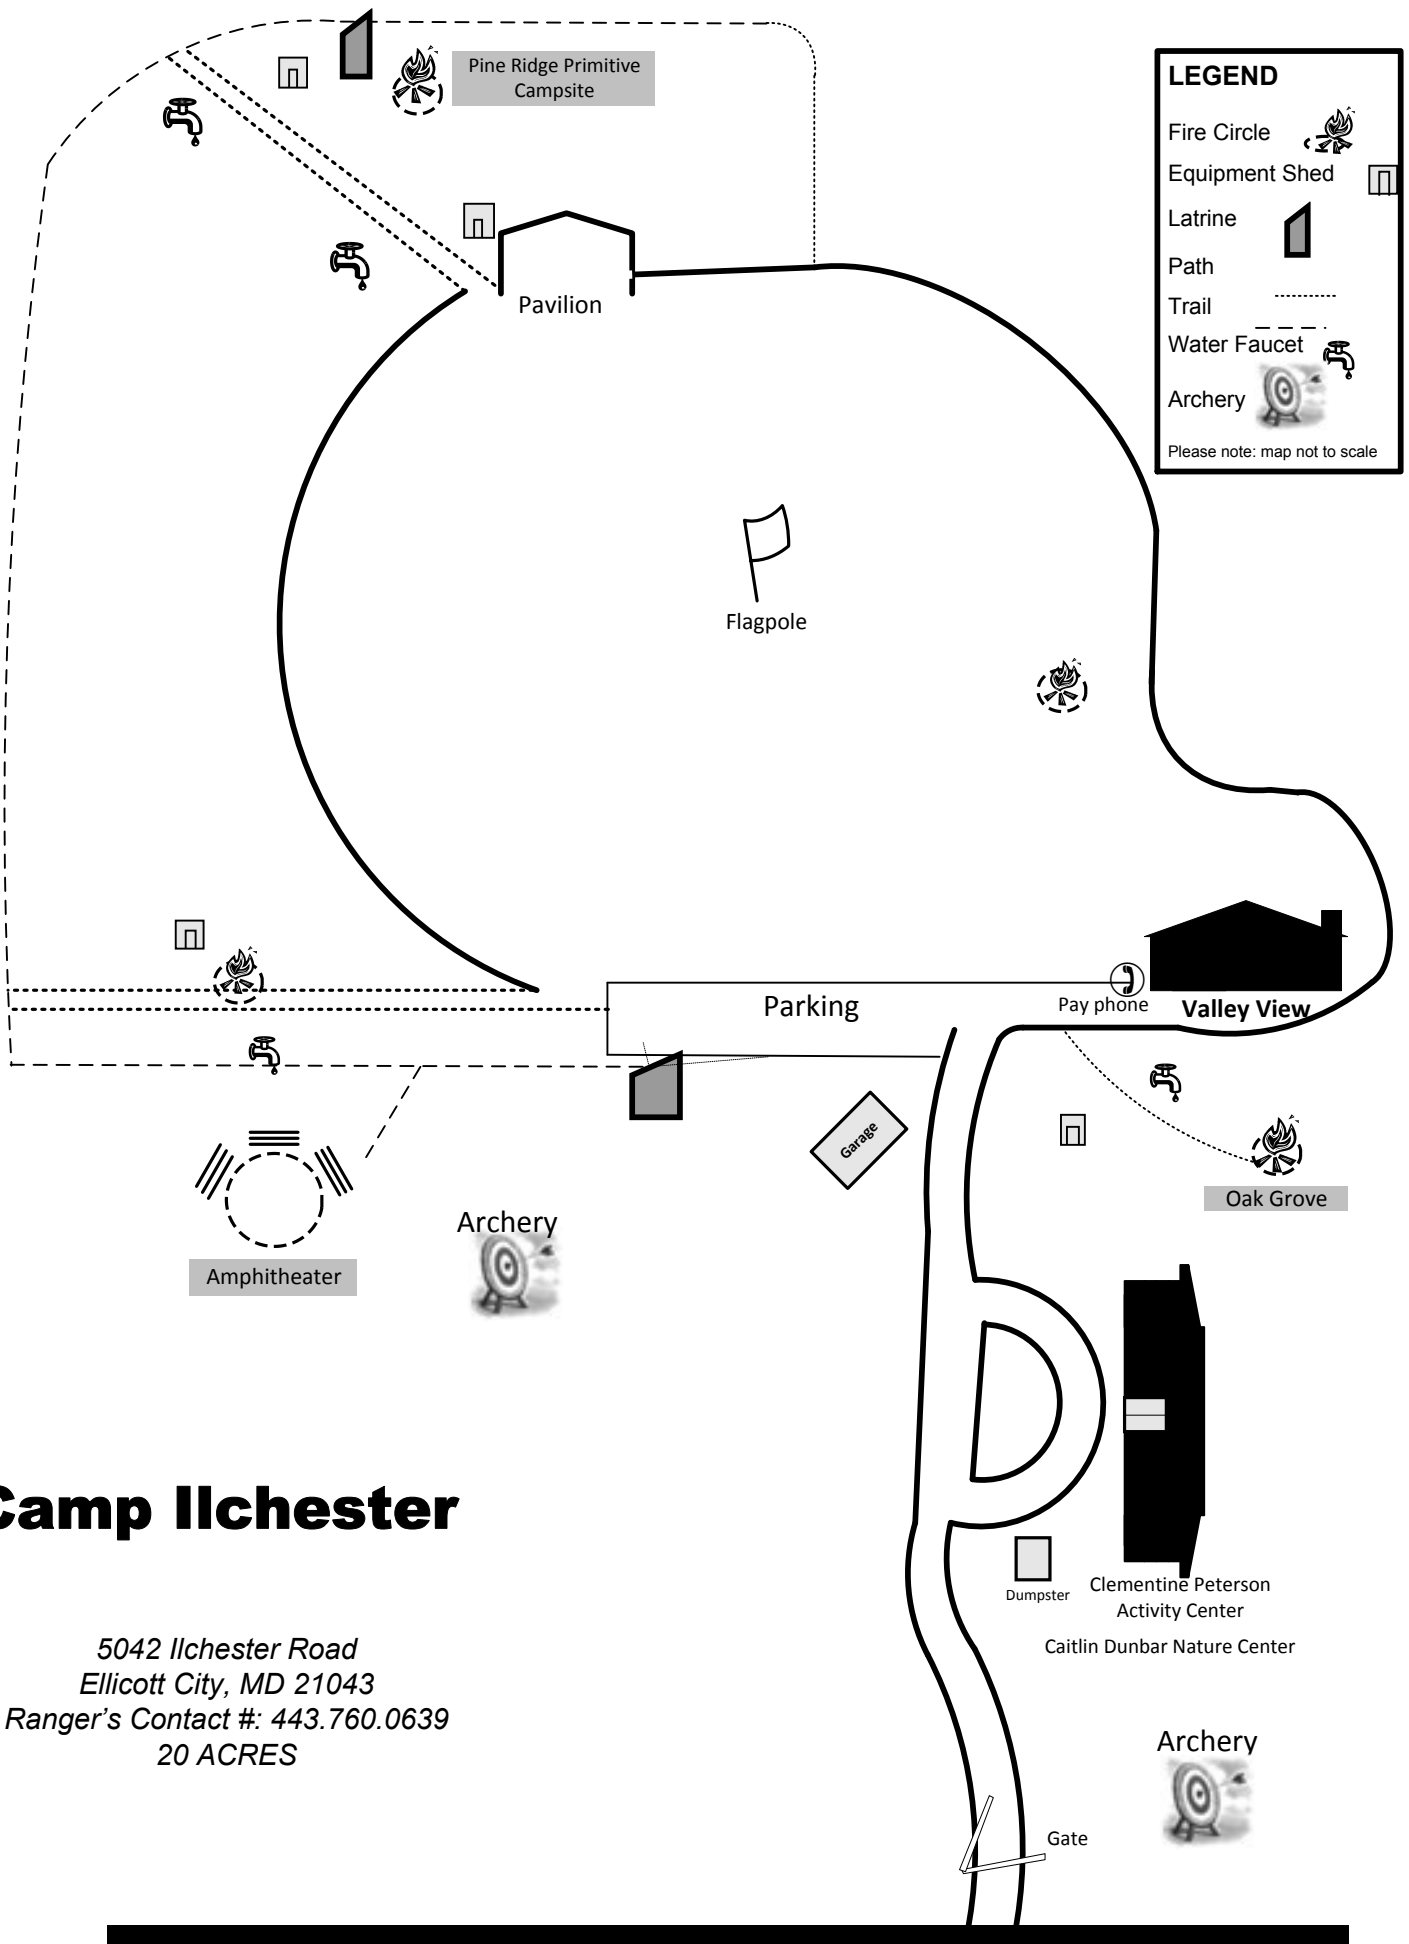 Pine Ridge Primitive
Campsite
LEGEND
Fire Circle
Equipment Shed
Latrine
Path
Trail
Water Faucet
Archery
Please note: map not to scale
Pavilion
Flagpole
Parking
Pay phone
Valley View
Garage
Oak Grove
Archery
Amphitheater
Camp Ilchester
Dumpster
Clementine Peterson
Activity Center
Caitlin Dunbar Nature Center
5042 Ilchester Road
Ellicott City, MD 21043
Ranger’s Contact #: 443.760.0639
20 ACRES
Archery
Gate